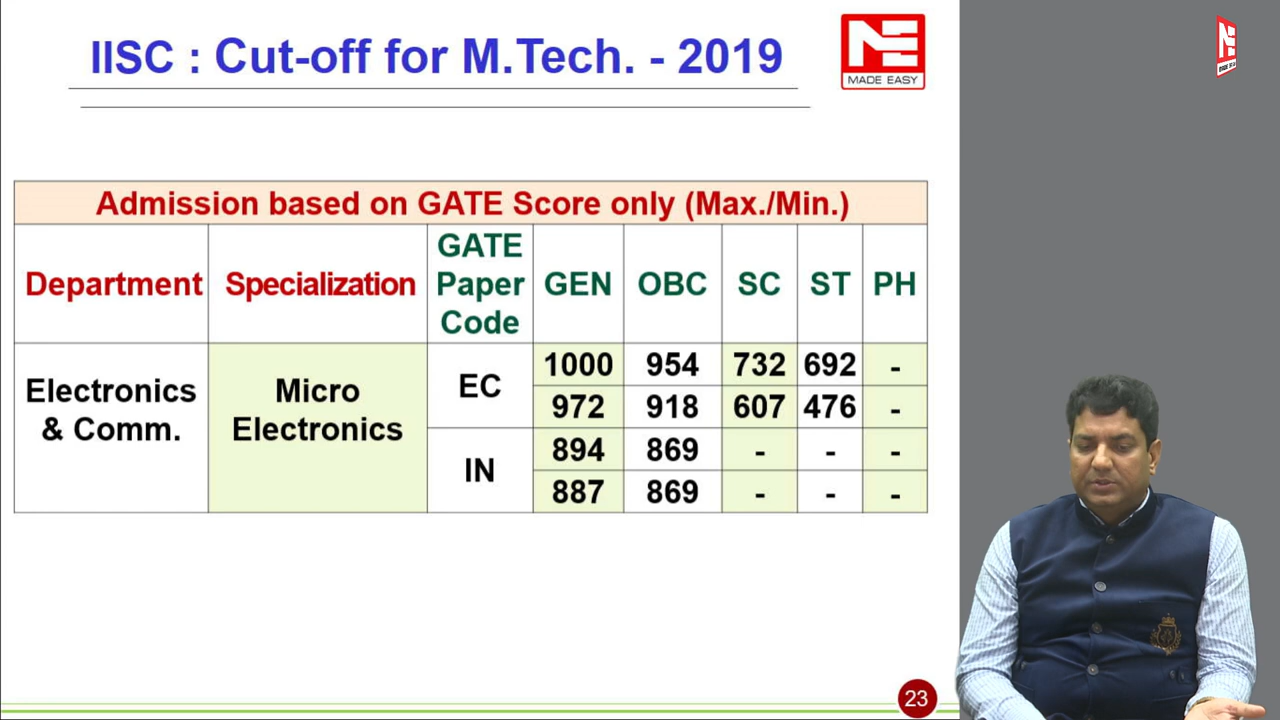 IISC : Cut-off for M.Tech. - 2019
MADE EASY
Admission based on GATE Score only (Max./Min.)
Department Specialization GATE Paper Code GEN OBC SC ST PH
Electronics & Comm. Micro Electronics EC 1000 954 732 692 -
972 918 607 476 -
IN 894 869 - - -
887 869 - - -
23
MADE EASY